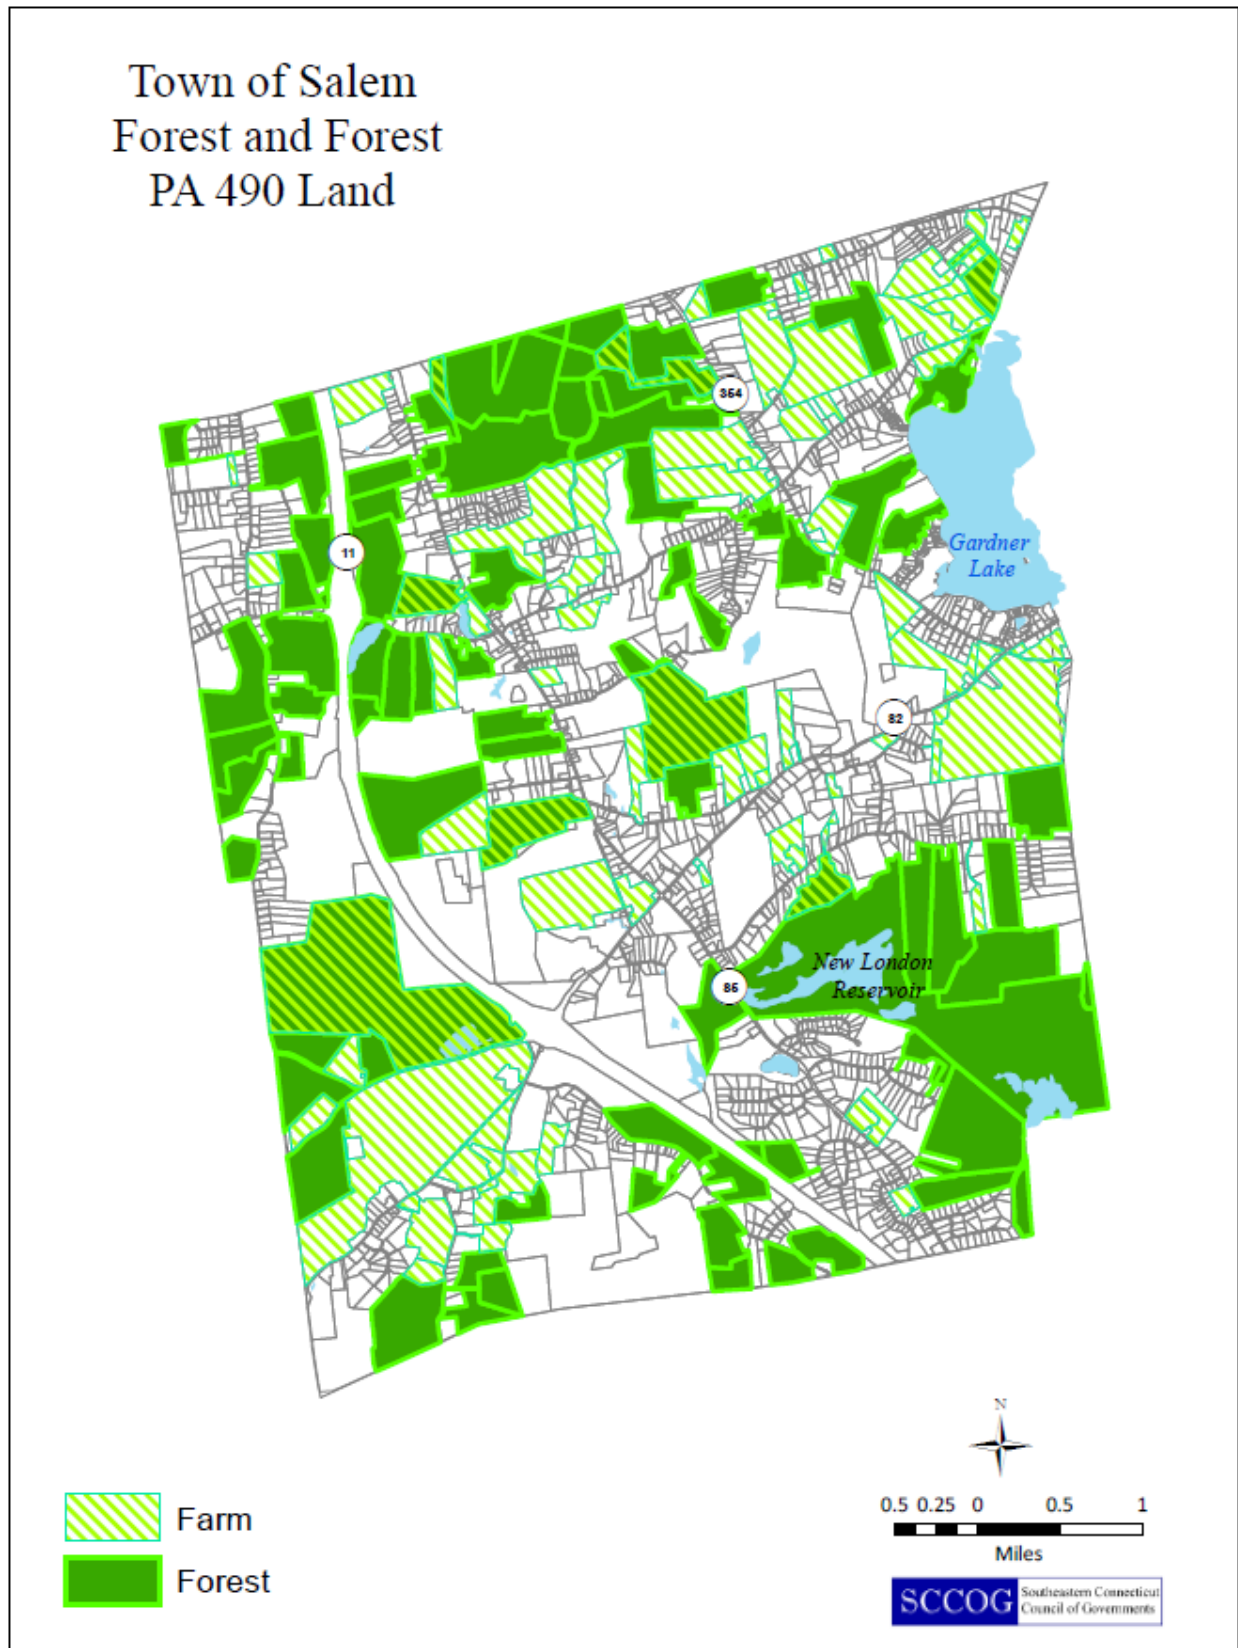 Town of Salem
Forest and Forest
PA 490 Land
354
11
Gardner
Lake
82
New London
Reservoir
85
N
Farm
Forest
0.5 0.25 0 0.5 1
Miles
SCCOG
Southeastern Connecticut
Council of Governments